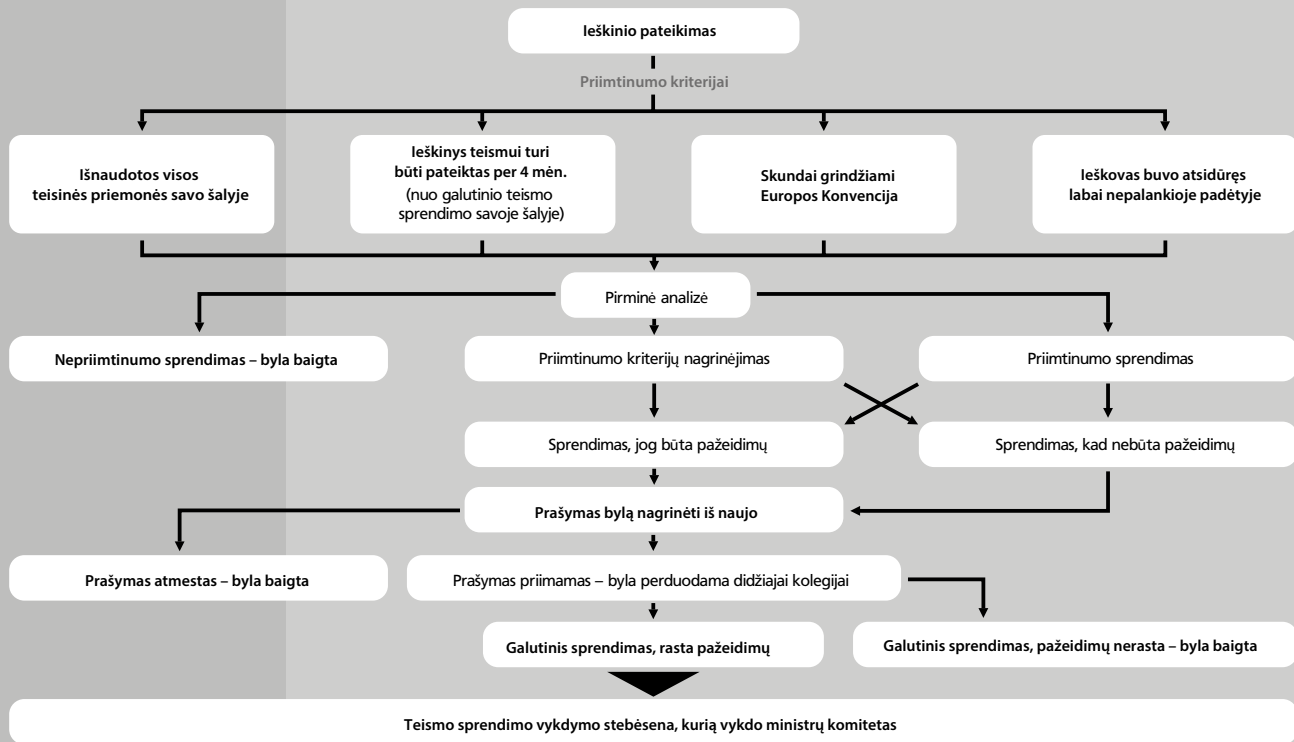 Ieškinio pateikimas
Priimtinumo kriterijai
Išnaudotos visos
teisinės priemonės savo šalyje
Ieškinys teismui turi
būti pateiktas per 4 mėn.
(nuo galutinio teismo
sprendimo savoje šalyje)
Skundai grindžiami
Europos Konvencija
Ieškovas buvo atsidūręs
labai nepalankioje padėtyje
Pirminė analizė
Nepriimtinumo sprendimas – byla baigta
Priimtinumo kriterijų nagrinėjimas
Priimtinumo sprendimas
Sprendimas, jog būta pažeidimų
Sprendimas, kad nebūta pažeidimų
Prašymas bylą nagrinėti iš naujo
Prašymas atmestas – byla baigta
Prašymas priimamas – byla perduodama didžiajai kolegijai
Galutinis sprendimas, rasta pažeidimų
Galutinis sprendimas, pažeidimų nerasta – byla baigta
Teismo sprendimo vykdymo stebėsena, kurią vykdo ministrų komitetas